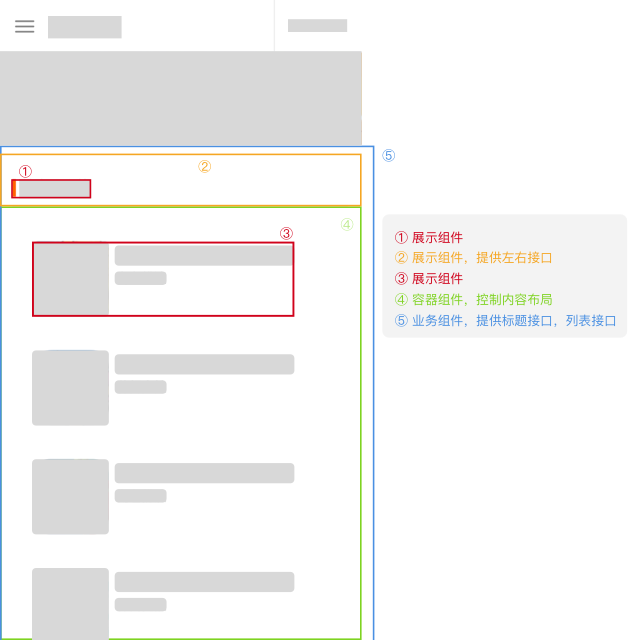 ⑤
②
①
④
③
① 展示组件
② 展示组件，提供左右接口
③ 展示组件
④ 容器组件，控制内容布局
⑤ 业务组件，提供标题接口，列表接口